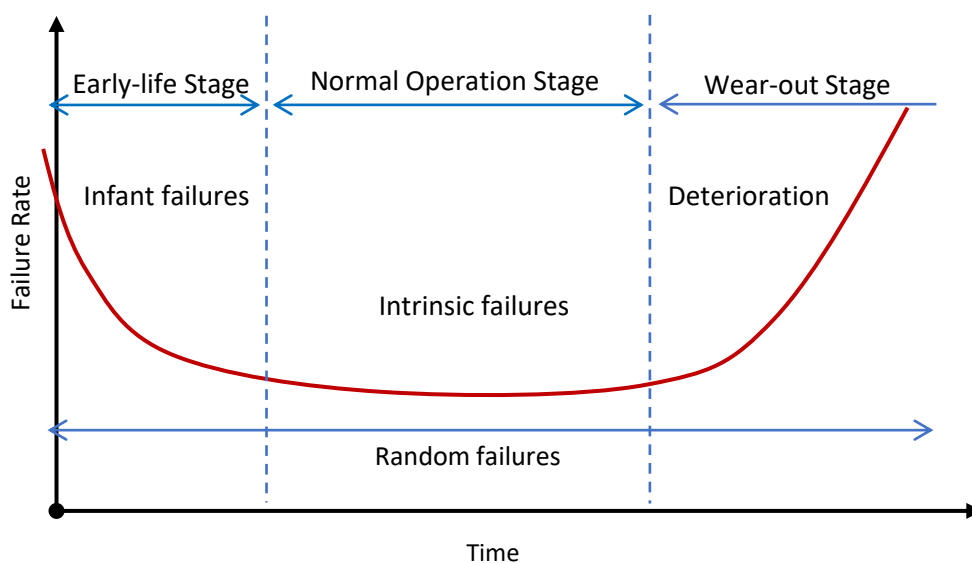 Early-life Stage
Normal Operation Stage
Wear-out Stage
Infant failures
Deterioration
Failure Rate
Intrinsic failures
Random failures
Time